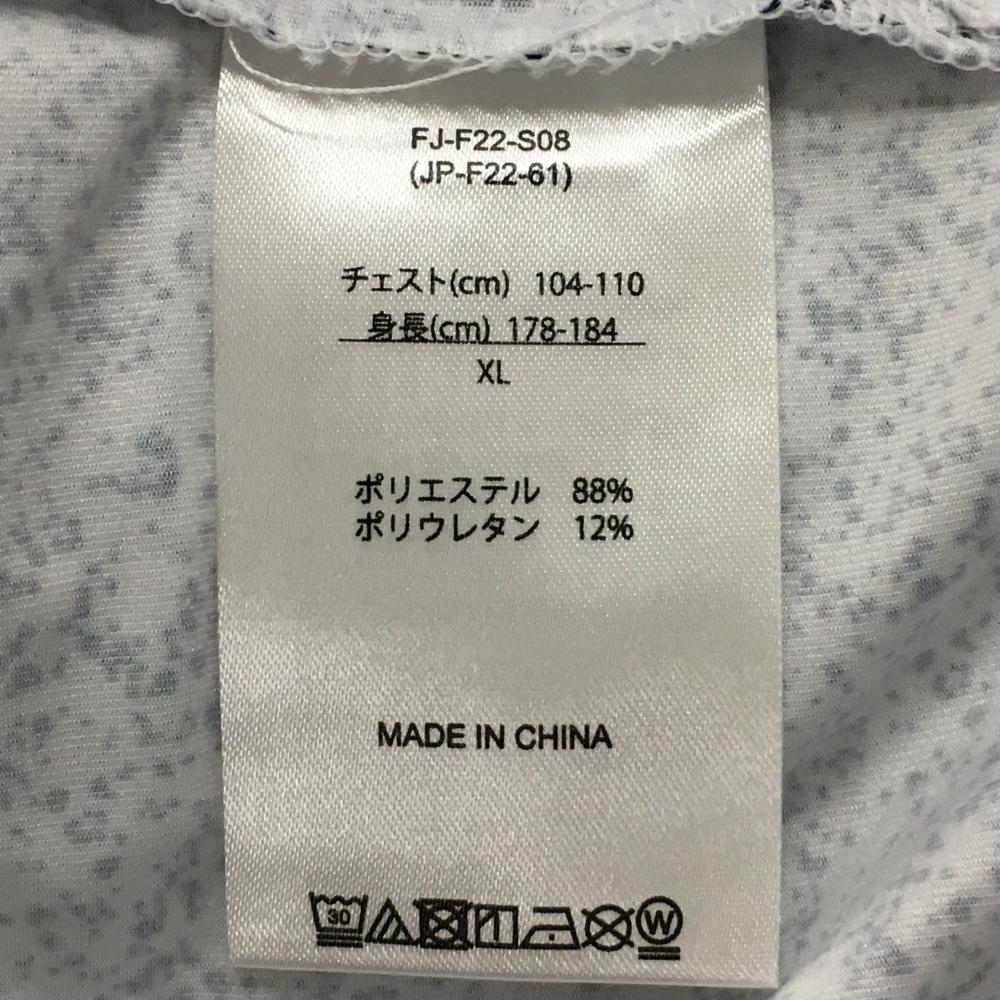 FJ-F22-S08
(JP-F22-61)
チェスト(cm) 104-110
身長(cm) 178-184
XL
ポリエステル 88%
ポリウレタン 12%
MADE IN CHINA
30 W